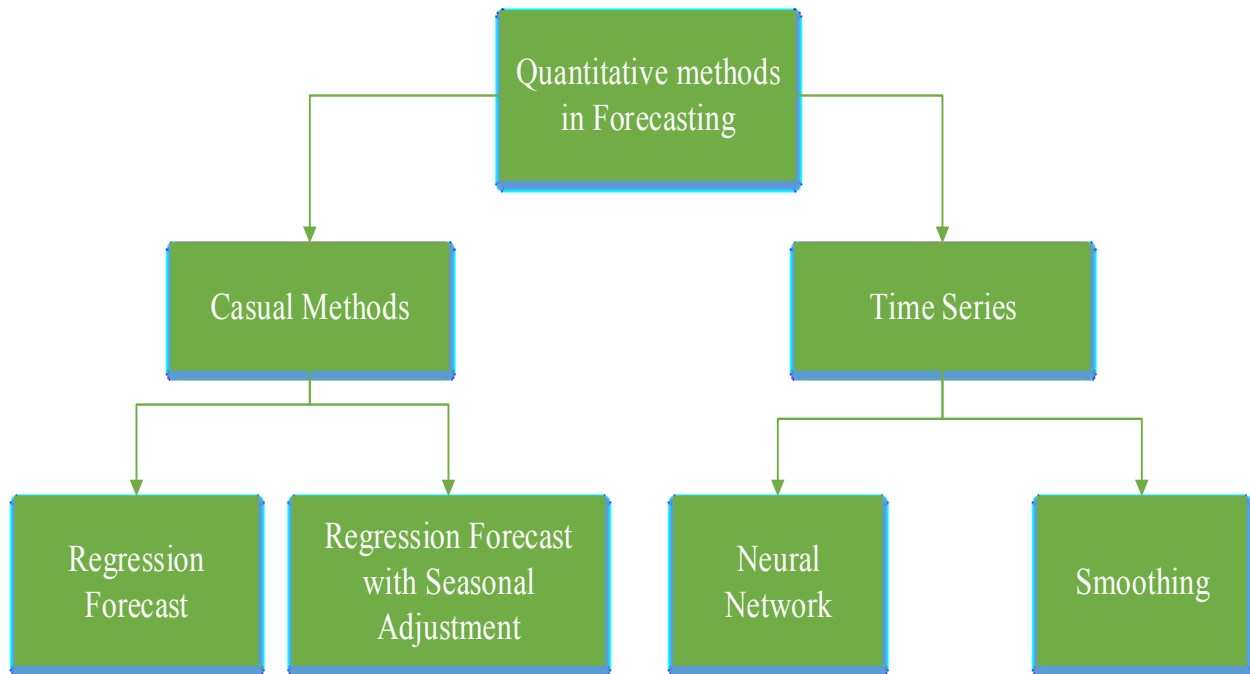 Quantitative methods
in Forecasting
Casual Methods
Time Series
Regression
Forecast
Regression Forecast
with Seasonal
Adjustment
Neural
Network
Smoothing